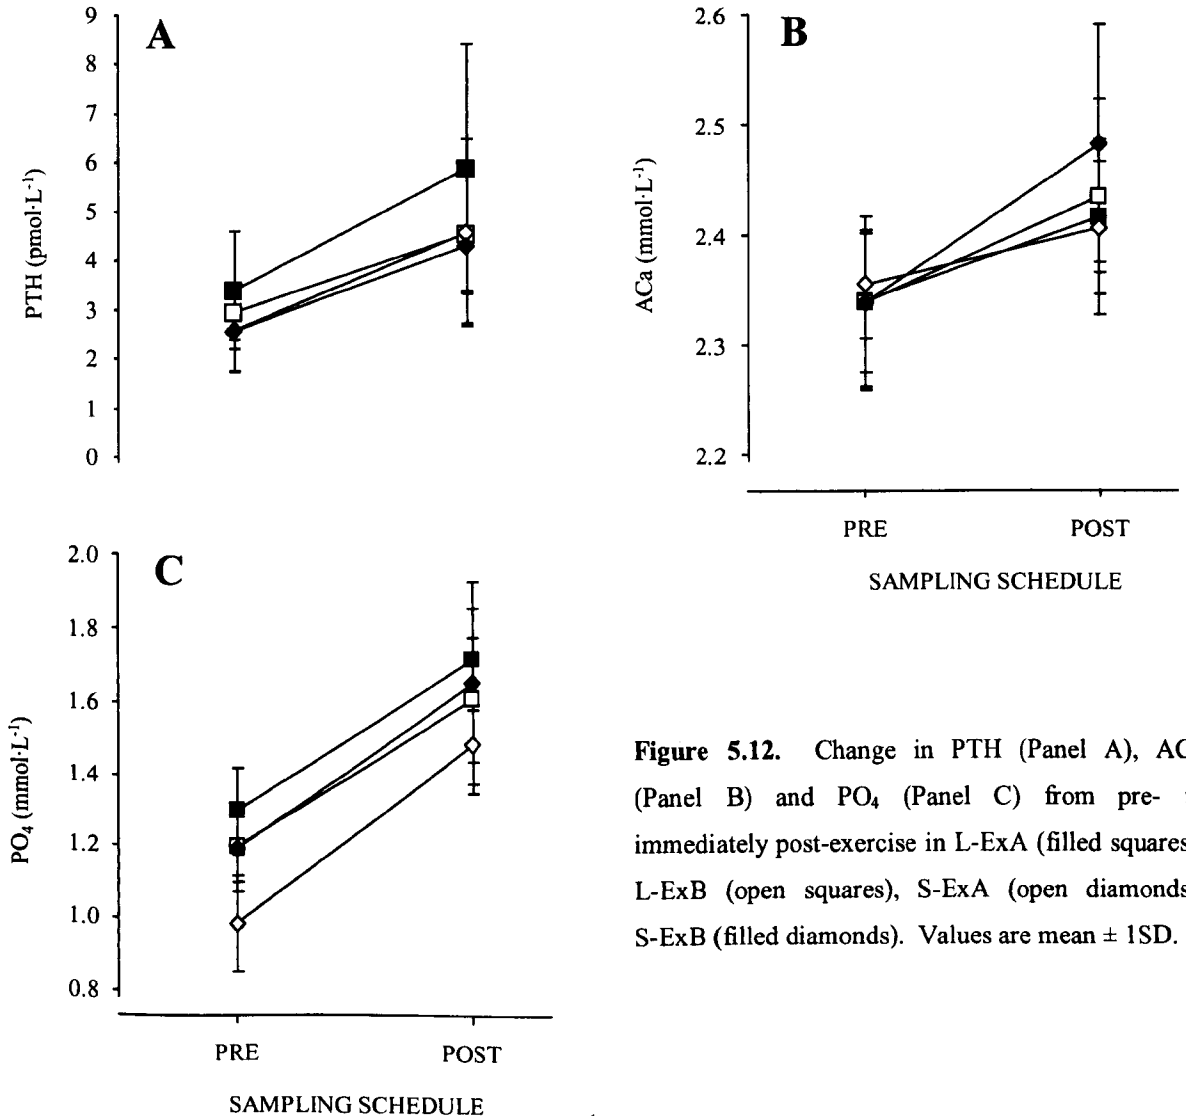 A
9
8
7
6
5
4
3
2
1
0
PTH (pmol·L⁻¹)
B
2.6
2.5
2.4
2.3
2.2
ACa (mmol·L⁻¹)
PRE POST
SAMPLING SCHEDULE
C
2.0
1.8
1.6
1.4
1.2
1.0
0.8
PO₄ (mmol·L⁻¹)
PRE POST
SAMPLING SCHEDULE
Figure 5.12. Change in PTH (Panel A), AC
(Panel B) and PO₄ (Panel C) from pre-
immediately post-exercise in L-ExA (filled squares
L-ExB (open squares), S-ExA (open diamonds
S-ExB (filled diamonds). Values are mean ± 1SD.